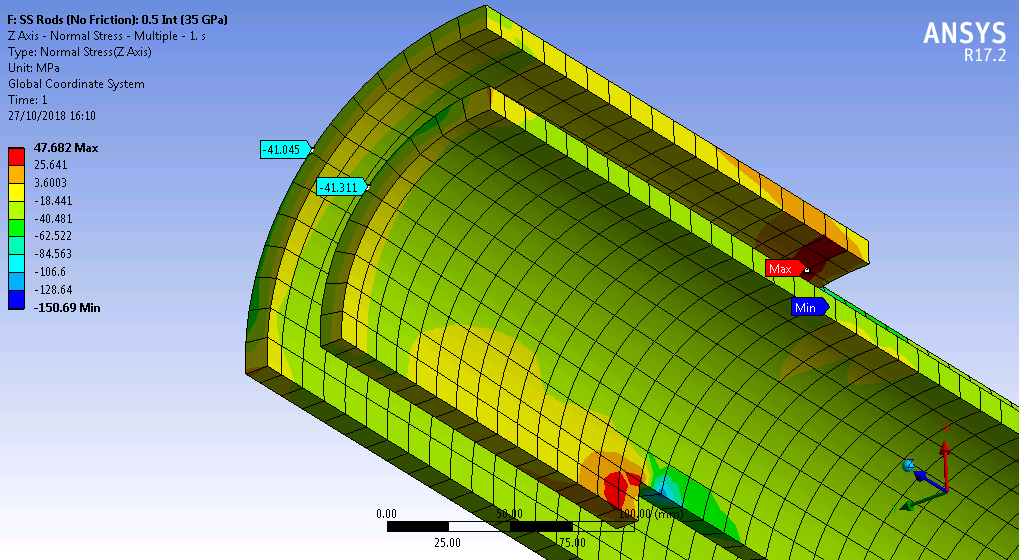 F: SS Rods (No Friction): 0.5 Int (35 GPa)
Z Axis - Normal Stress - Multiple - 1. s
Type: Normal Stress(Z Axis)
Unit: MPa
Global Coordinate System
Time: 1
27/10/2018 16:10
ANSYS
R17.2
47.682 Max
25.641
3.6003
-18.441
-40.481
-62.522
-84.563
-106.6
-128.64
-150.69 Min
-41.045
-41.311
Max
Min
0.00
50.00
100.00 (mm)
25.00
75.00
X
Z
Y